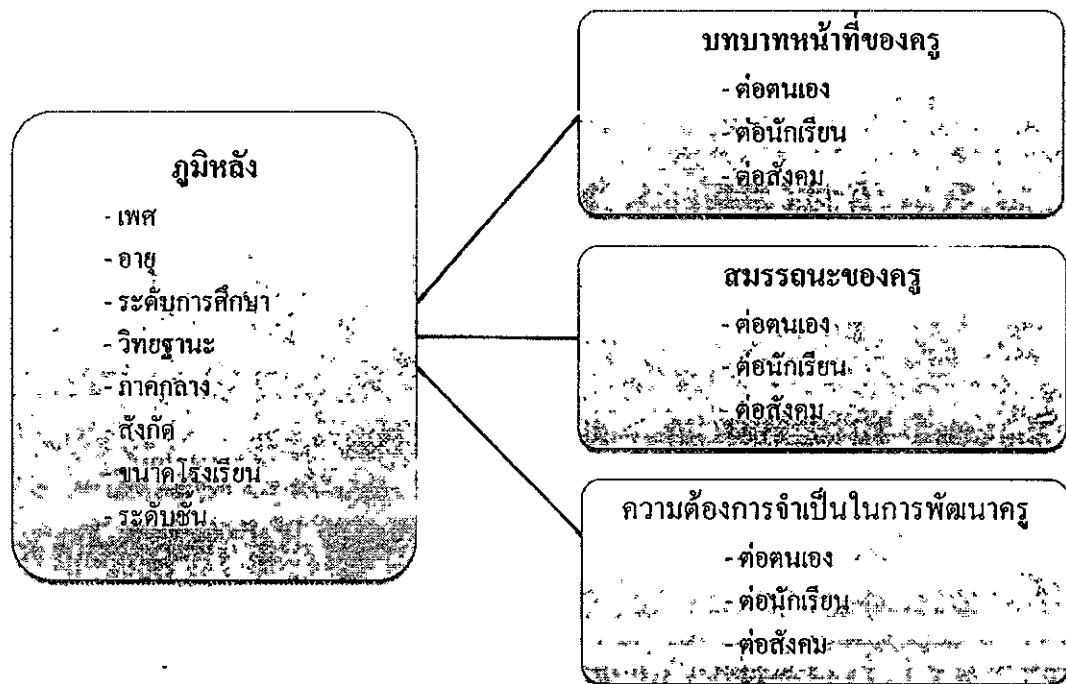 ภูมิหลัง
- เพศ
- อายุ
- ระดับการศึกษา
- วิทยฐานะ
- ภาคกลาง
- สังกัด
- ขนาดโรงเรียน
- ระดับชั้น
บทบาทหน้าที่ของครู
- ต่อตนเอง
- ต่อนักเรียน
- ต่อสังคม
สมรรถนะของครู
- ต่อตนเอง
- ต่อนักเรียน
- ต่อสังคม
ความต้องการจำเป็นในการพัฒนาครู
- ต่อตนเอง
- ต่อนักเรียน
- ต่อสังคม